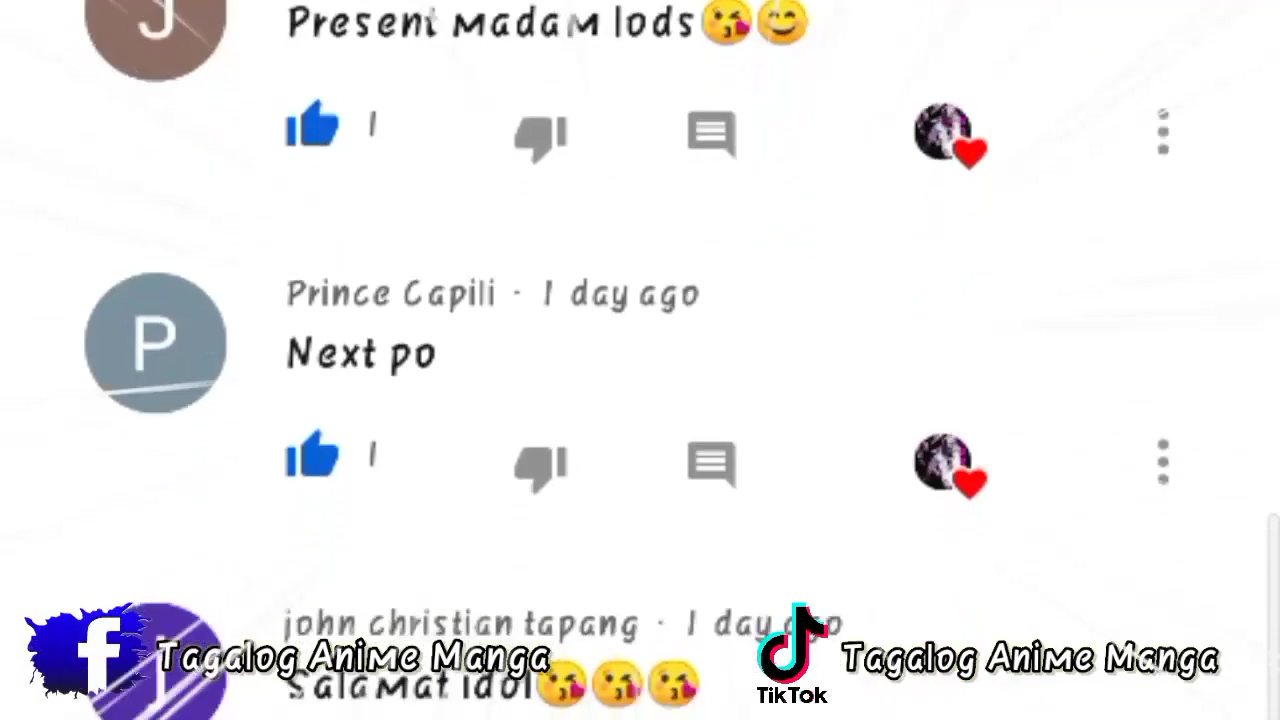 J
Present madam lods😘😊
1
Prince Capili · 1 day ago
P
Next po
1
john christian tapang · 1 day ago
j
Salamat idol😘😘😘
f Tagalog Anime Manga
TikTok
Tagalog Anime Manga